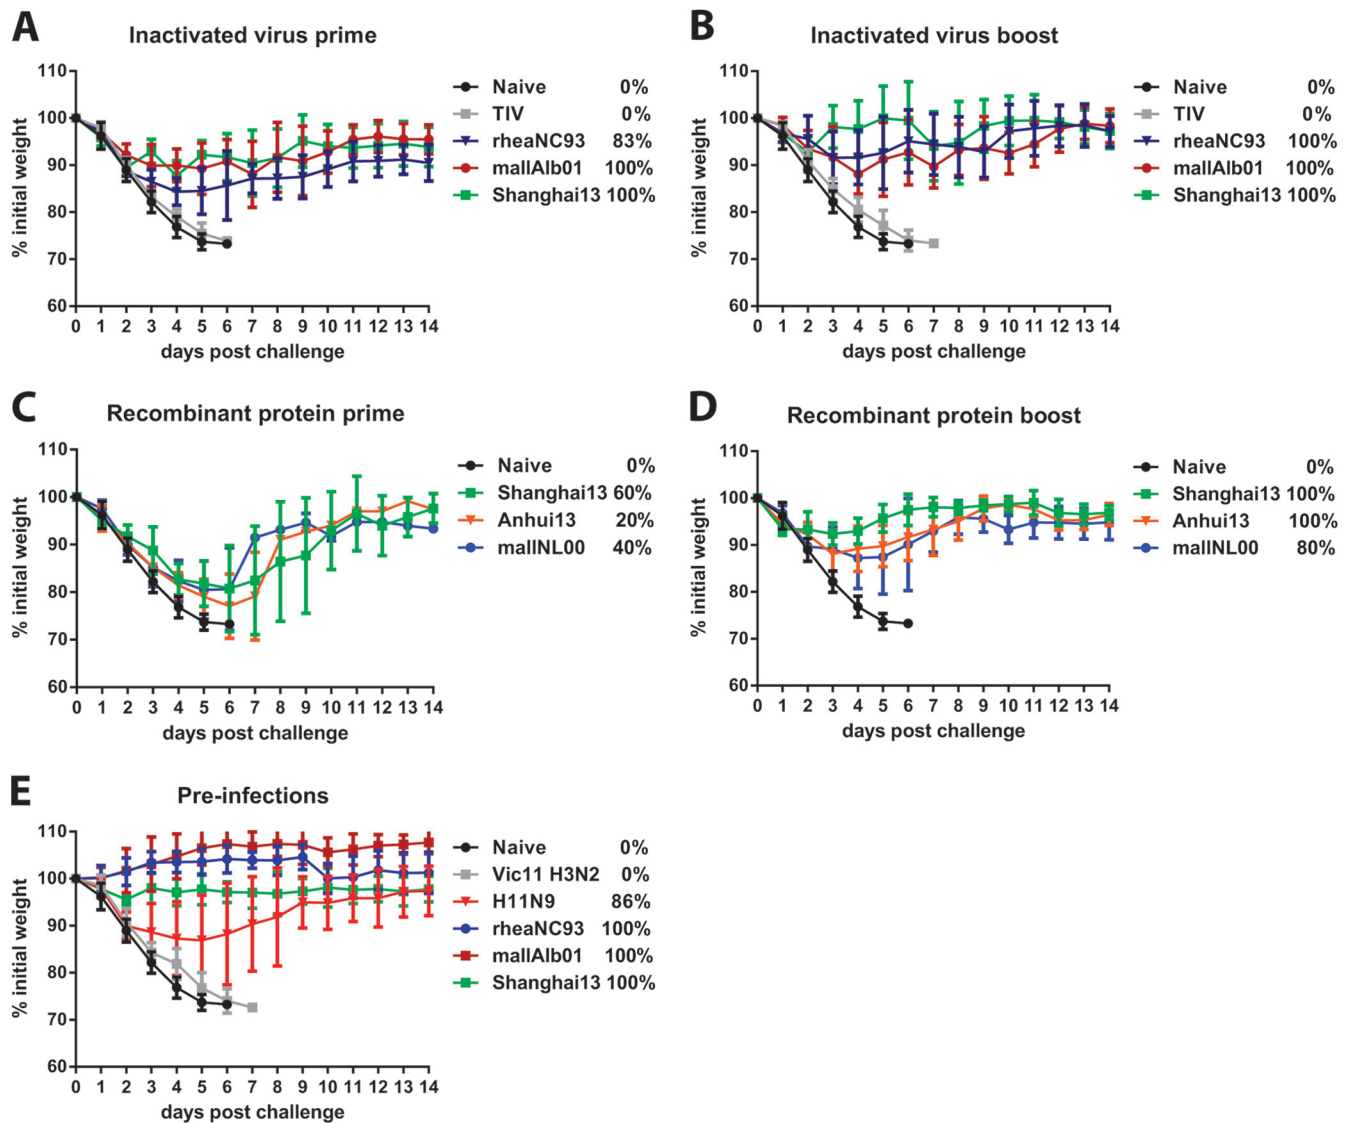 A
Inactivated virus prime
% initial weight
110
100
90
80
70
60
0 1 2 3 4 5 6 7 8 9 10 11 12 13 14
days post challenge
Naive 0%
TIV 0%
rheaNC93 83%
mallAlb01 100%
Shanghai13 100%
B
Inactivated virus boost
% initial weight
110
100
90
80
70
60
0 1 2 3 4 5 6 7 8 9 10 11 12 13 14
days post challenge
Naive 0%
TIV 0%
rheaNC93 100%
mallAlb01 100%
Shanghai13 100%
C
Recombinant protein prime
% initial weight
110
100
90
80
70
60
0 1 2 3 4 5 6 7 8 9 10 11 12 13 14
days post challenge
Naive 0%
Shanghai13 60%
Anhui13 20%
mallNL00 40%
D
Recombinant protein boost
% initial weight
110
100
90
80
70
60
0 1 2 3 4 5 6 7 8 9 10 11 12 13 14
days post challenge
Naive 0%
Shanghai13 100%
Anhui13 100%
mallNL00 80%
E
Pre-infections
% initial weight
110
100
90
80
70
60
0 1 2 3 4 5 6 7 8 9 10 11 12 13 14
days post challenge
Naive 0%
Vic11 H3N2 0%
H11N9 86%
rheaNC93 100%
mallAlb01 100%
Shanghai13 100%